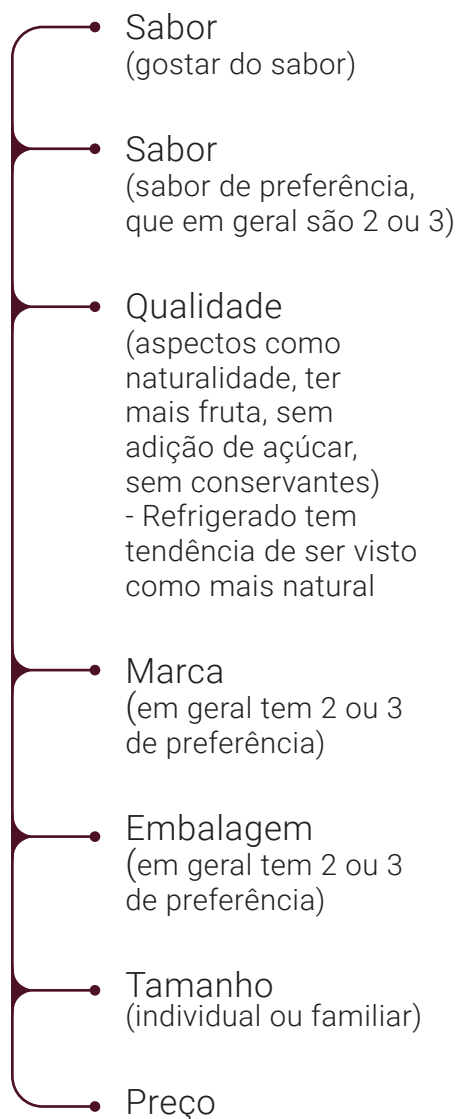 Sabor
(gostar do sabor)
Sabor
(sabor de preferência,
que em geral são 2 ou 3)
Qualidade
(aspectos como
naturalidade, ter
mais fruta, sem
adição de açúcar,
sem conservantes)
- Refrigerado tem
tendência de ser visto
como mais natural
Marca
(em geral tem 2 ou 3
de preferência)
Embalagem
(em geral tem 2 ou 3
de preferência)
Tamanho
(individual ou familiar)
Preço